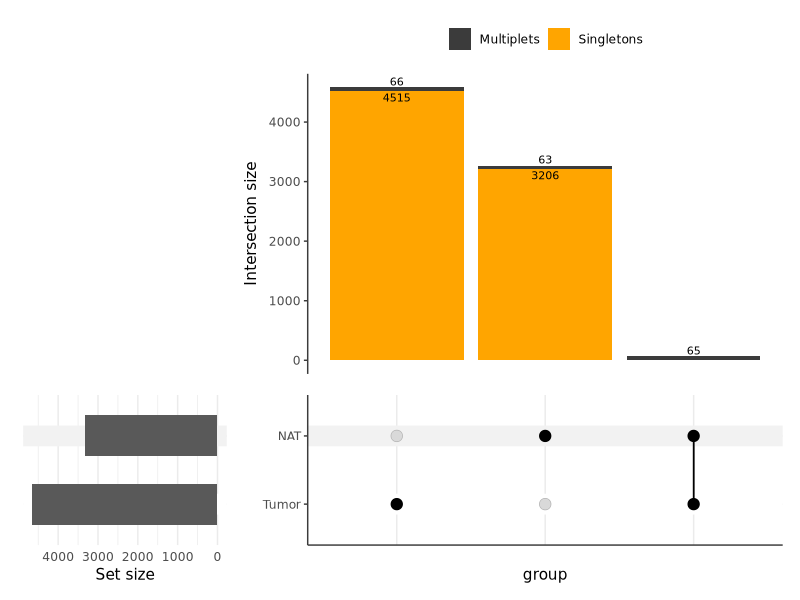 Multiplets Singletons
66
4515
63
3206
65
Intersection size
4000
3000
2000
1000
0
NAT
Tumor
4000 3000 2000 1000 0
Set size
group